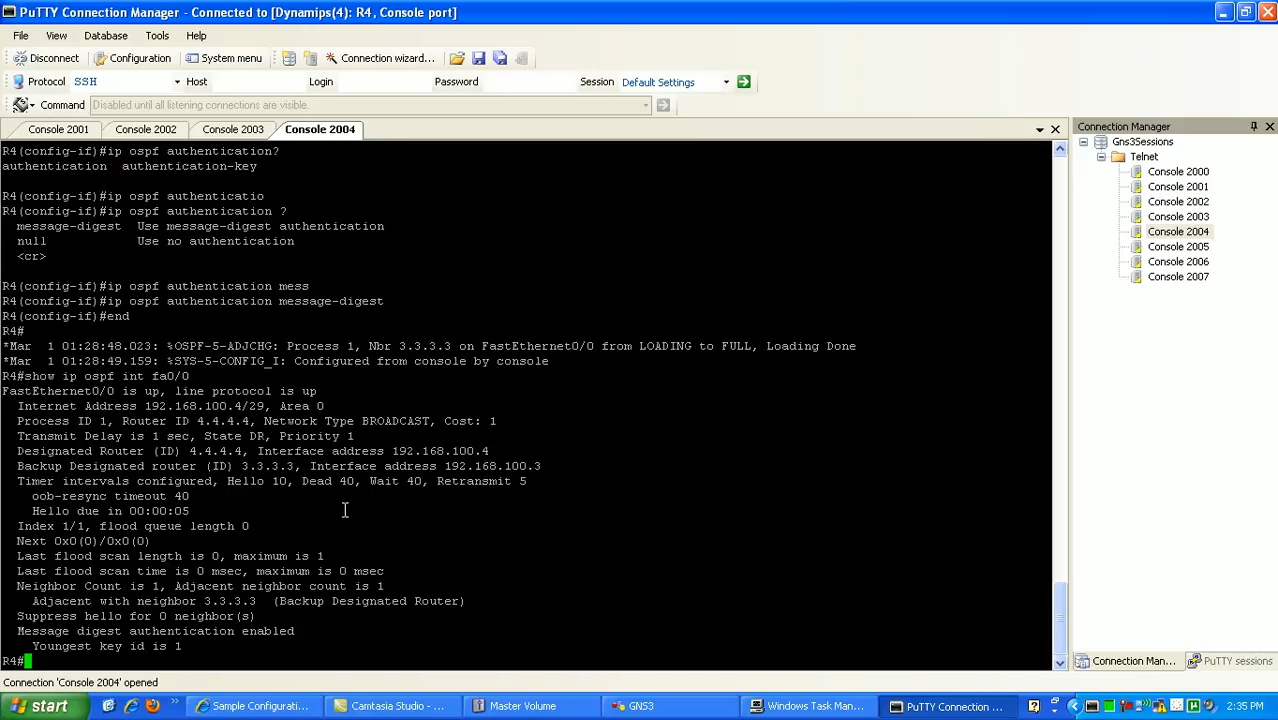 PuTTY Connection Manager - Connected to [Dynamips(4): R4, Console port]
File View Database Tools Help
Disconnect Configuration System menu Connection wizard...
Protocol SSH Host Login Password Session Default Settings
Command Disabled until all listening connections are visible.
Console 2001 Console 2002 Console 2003 Console 2004
R4(config-if)#ip ospf authentication?
authentication authentication-key
R4(config-if)#ip ospf authenticatio
R4(config-if)#ip ospf authentication ?
message-digest Use message-digest authentication
null Use no authentication
<cr>
R4(config-if)#ip ospf authentication mess
R4(config-if)#ip ospf authentication message-digest
R4(config-if)#end
R4#
*Mar 1 01:28:48.023: %OSPF-5-ADJCHG: Process 1, Nbr 3.3.3.3 on FastEthernet0/0 from LOADING to FULL, Loading Done
*Mar 1 01:28:49.159: %SYS-5-CONFIG_I: Configured from console by console
R4#show ip ospf int fa0/0
FastEthernet0/0 is up, line protocol is up
Internet Address 192.168.100.4/29, Area 0
Process ID 1, Router ID 4.4.4.4, Network Type BROADCAST, Cost: 1
Transmit Delay is 1 sec, State DR, Priority 1
Designated Router (ID) 4.4.4.4, Interface address 192.168.100.4
Backup Designated router (ID) 3.3.3.3, Interface address 192.168.100.3
Timer intervals configured, Hello 10, Dead 40, Wait 40, Retransmit 5
oob-resync timeout 40
Hello due in 00:00:05
Index 1/1, flood queue length 0
Next 0x0(0)/0x0(0)
Last flood scan length is 0, maximum is 1
Last flood scan time is 0 msec, maximum is 0 msec
Neighbor Count is 1, Adjacent neighbor count is 1
Adjacent with neighbor 3.3.3.3 (Backup Designated Router)
Suppress hello for 0 neighbor(s)
Message digest authentication enabled
Youngest key id is 1
R4#
Connection Manager
Gns3Sessions
Telnet
Console 2000
Console 2001
Console 2002
Console 2003
Console 2004
Console 2005
Console 2006
Console 2007
Connection Man... PuTTY sessions
Connection 'Console 2004' opened
start Sample Configurati... Camtasia Studio - ... Master Volume GNS3 Windows Task Man... PuTTY Connection ... 2:35 PM